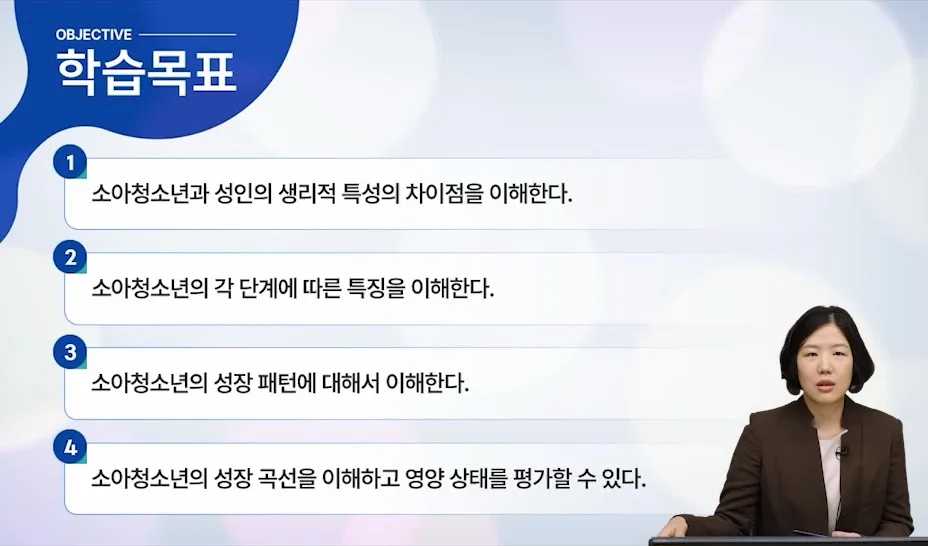 OBJECTIVE
학습목표
1
소아청소년과 성인의 생리적 특성의 차이점을 이해한다.
2
소아청소년의 각 단계에 따른 특징을 이해한다.
3
소아청소년의 성장 패턴에 대해서 이해한다.
4
소아청소년의 성장 곡선을 이해하고 영양 상태를 평가할 수 있다.